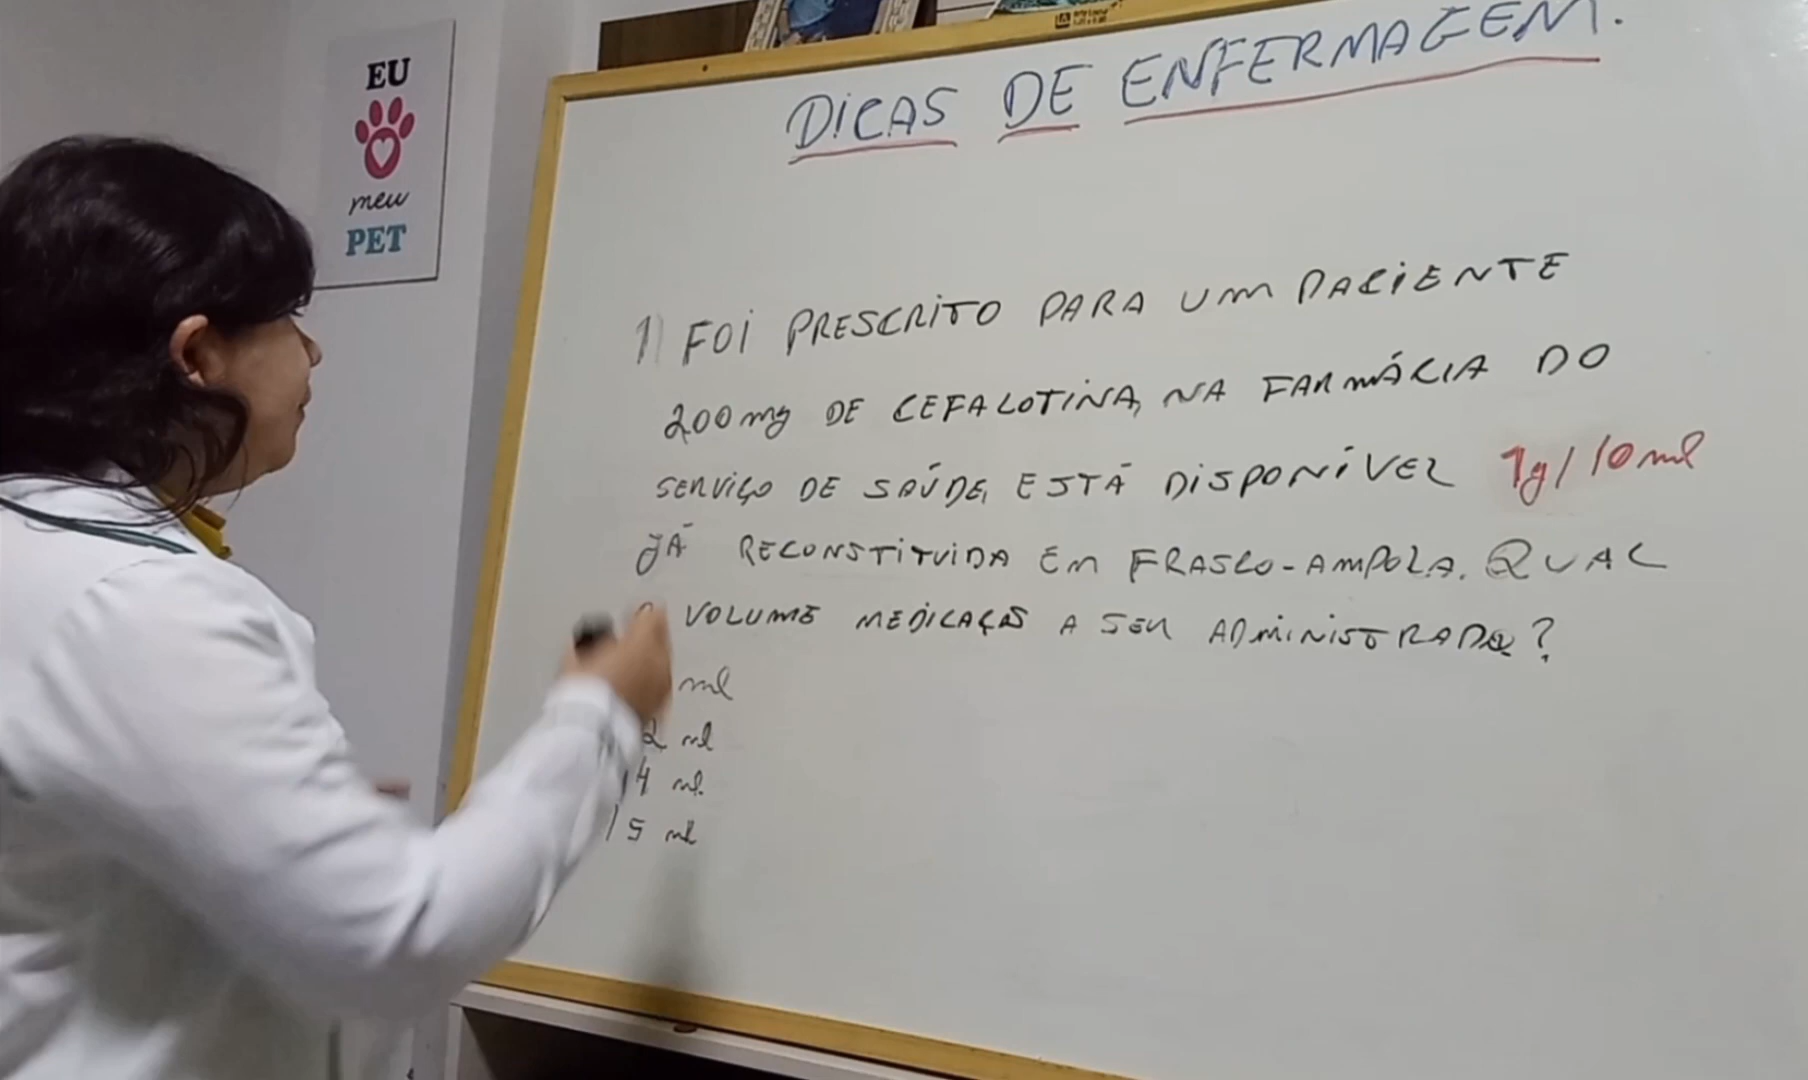 EU
meu
PET
DICAS DE ENFERMAGEM.
1) FOI PRESCRITO PARA UM PACIENTE
200mg DE CEFALOTINA, NA FARMÁCIA DO
SERVIÇO DE SAÚDE, ESTÁ DISPONÍVEL 1g/10ml
JÁ RECONSTITUIDA EM FRASCO-AMPOLA. QUAL
VOLUME MEDICAÇÃO A SER ADMINISTRADO?
ml
2 ml
4 ml
5 ml